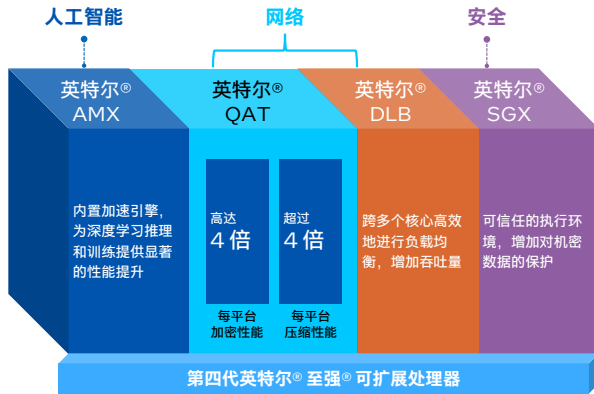 人工智能
网络
安全
英特尔®
AMX
英特尔®
QAT
英特尔®
DLB
英特尔®
SGX
内置加速引擎，
为深度学习推理
和训练提供显著
的性能提升
高达
4 倍
每平台
加密性能
超过
4 倍
每平台
压缩性能
跨多个核心高效
地进行负载均
衡，增加吞吐量
可信任的执行环
境，增加对机密
数据的保护
第四代英特尔® 至强® 可扩展处理器